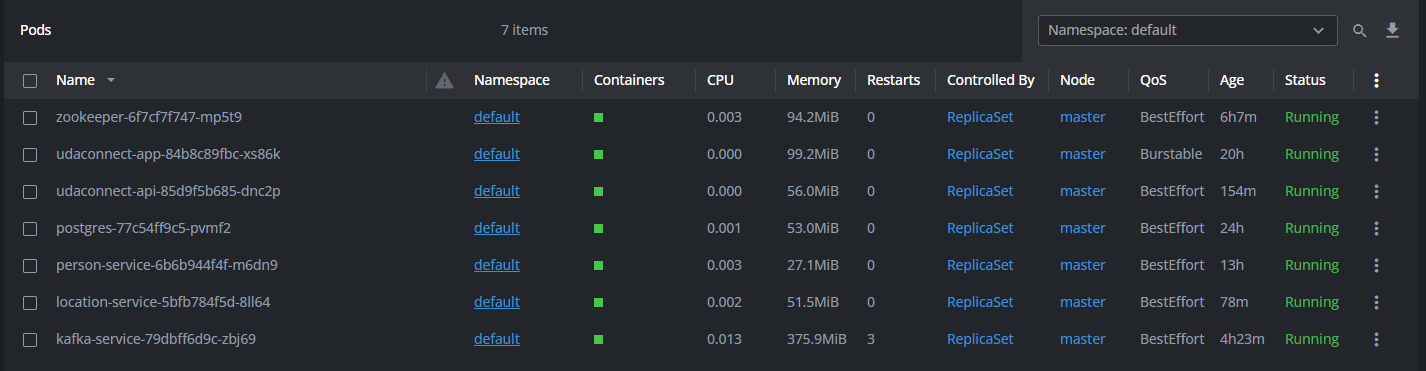 Pods 7 items Namespace: default
Name Namespace Containers CPU Memory Restarts Controlled By Node QoS Age Status
zookeeper-6f7cf7f747-mp5t9 default 0.003 94.2MiB 0 ReplicaSet master BestEffort 6h7m Running
udaconnect-app-84b8c89fbc-xs86k default 0.000 99.2MiB 0 ReplicaSet master Burstable 20h Running
udaconnect-api-85d9f5b685-dnc2p default 0.000 56.0MiB 0 ReplicaSet master BestEffort 154m Running
postgres-77c54ff9c5-pvmf2 default 0.001 53.0MiB 0 ReplicaSet master BestEffort 24h Running
person-service-6b6b944f4f-m6dn9 default 0.003 27.1MiB 0 ReplicaSet master BestEffort 13h Running
location-service-5bfb784f5d-8ll64 default 0.002 51.5MiB 0 ReplicaSet master BestEffort 78m Running
kafka-service-79dbff6d9c-zbj69 default 0.013 375.9MiB 3 ReplicaSet master BestEffort 4h23m Running